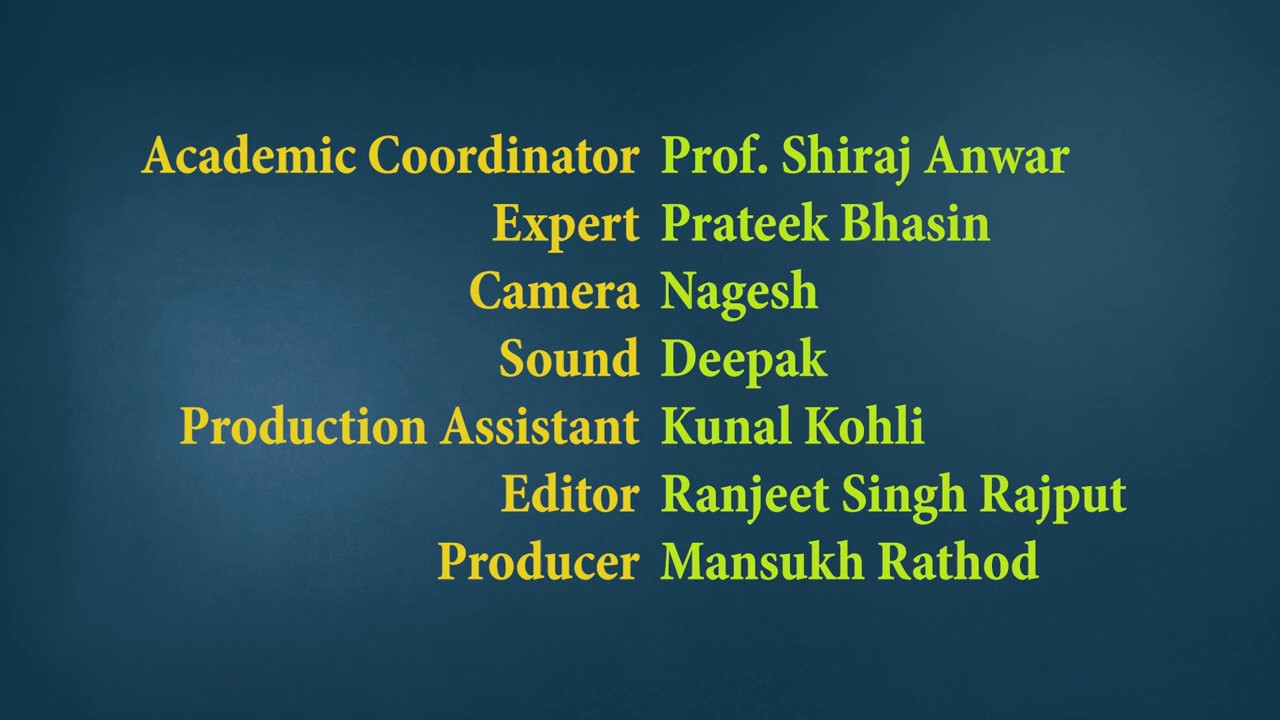 Academic Coordinator Prof. Shiraj Anwar
Expert Prateek Bhasin
Camera Nagesh
Sound Deepak
Production Assistant Kunal Kohli
Editor Ranjeet Singh Rajput
Producer Mansukh Rathod